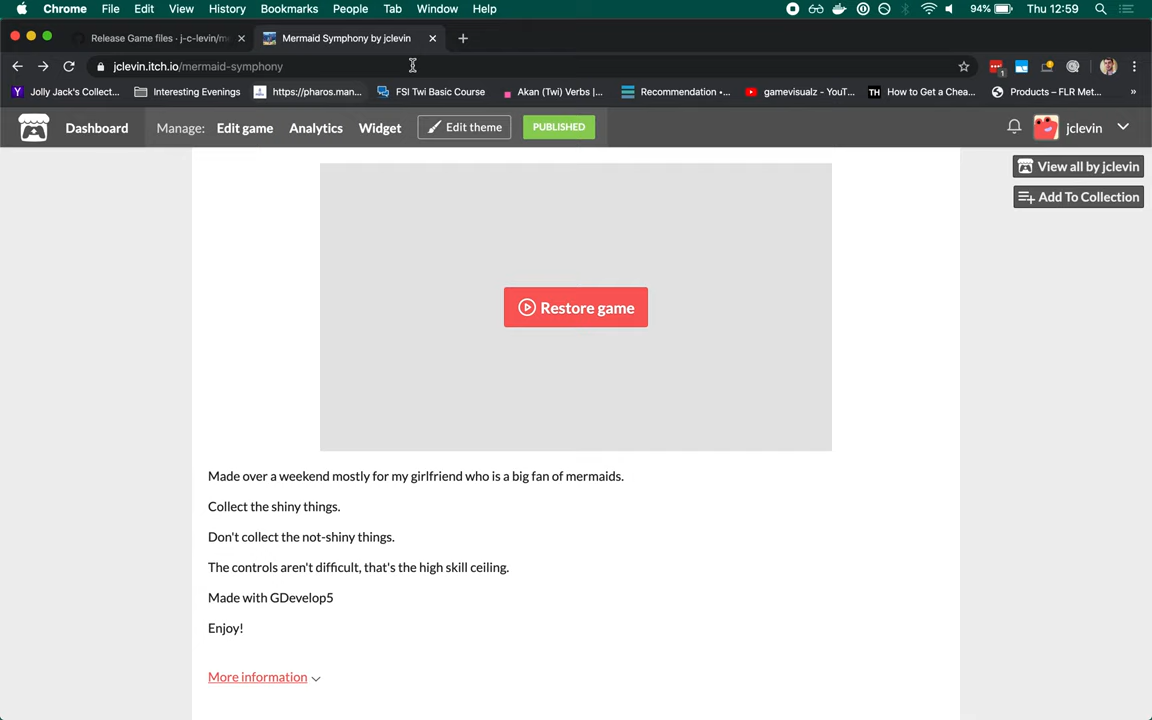 Chrome File Edit View History Bookmarks People Tab Window Help 94% Thu 12:59
Release Game files · j-c-levin/m
Mermaid Symphony by jclevin
jclevin.itch.io/mermaid-symphony
1
Jolly Jack's Collect... Interesting Evenings https://pharos.man... FSI Twi Basic Course Akan (Twi) Verbs |... Recommendation •... gamevisualz - YouT... TH How to Get a Chea... Products – FLR Met... »
Dashboard Manage: Edit game Analytics Widget Edit theme PUBLISHED jclevin
View all by jclevin
Add To Collection
Restore game
Made over a weekend mostly for my girlfriend who is a big fan of mermaids.
Collect the shiny things.
Don't collect the not-shiny things.
The controls aren't difficult, that's the high skill ceiling.
Made with GDevelop5
Enjoy!
More information